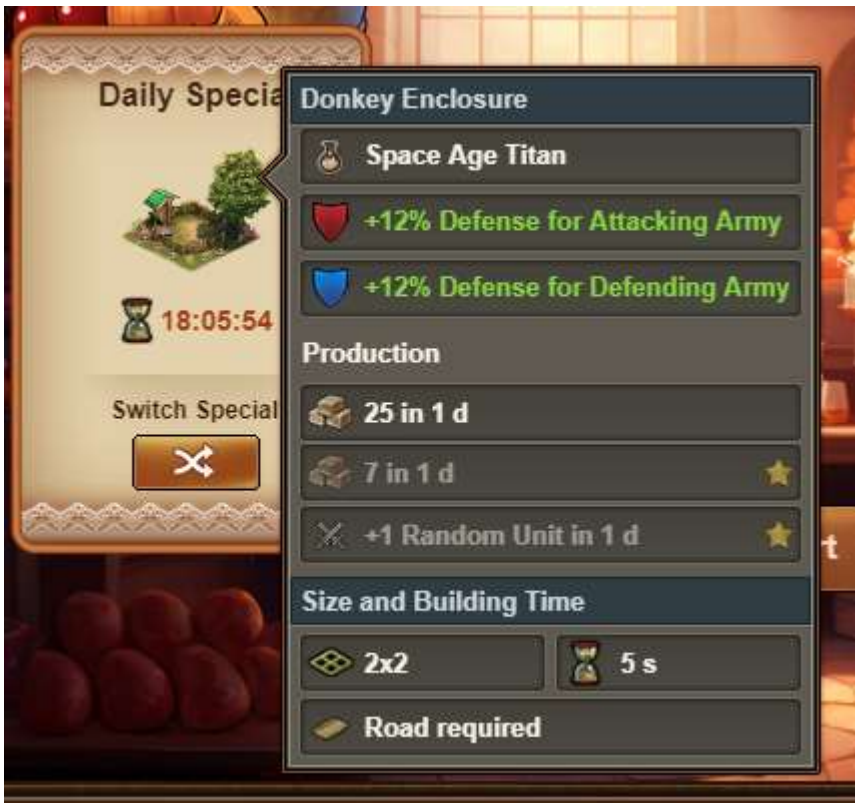 Daily Specia
Donkey Enclosure
Space Age Titan
+12% Defense for Attacking Army
+12% Defense for Defending Army
18:05:54
Production
Switch Special
25 in 1 d
7 in 1 d
+1 Random Unit in 1 d
t
Size and Building Time
2x2
5 s
Road required